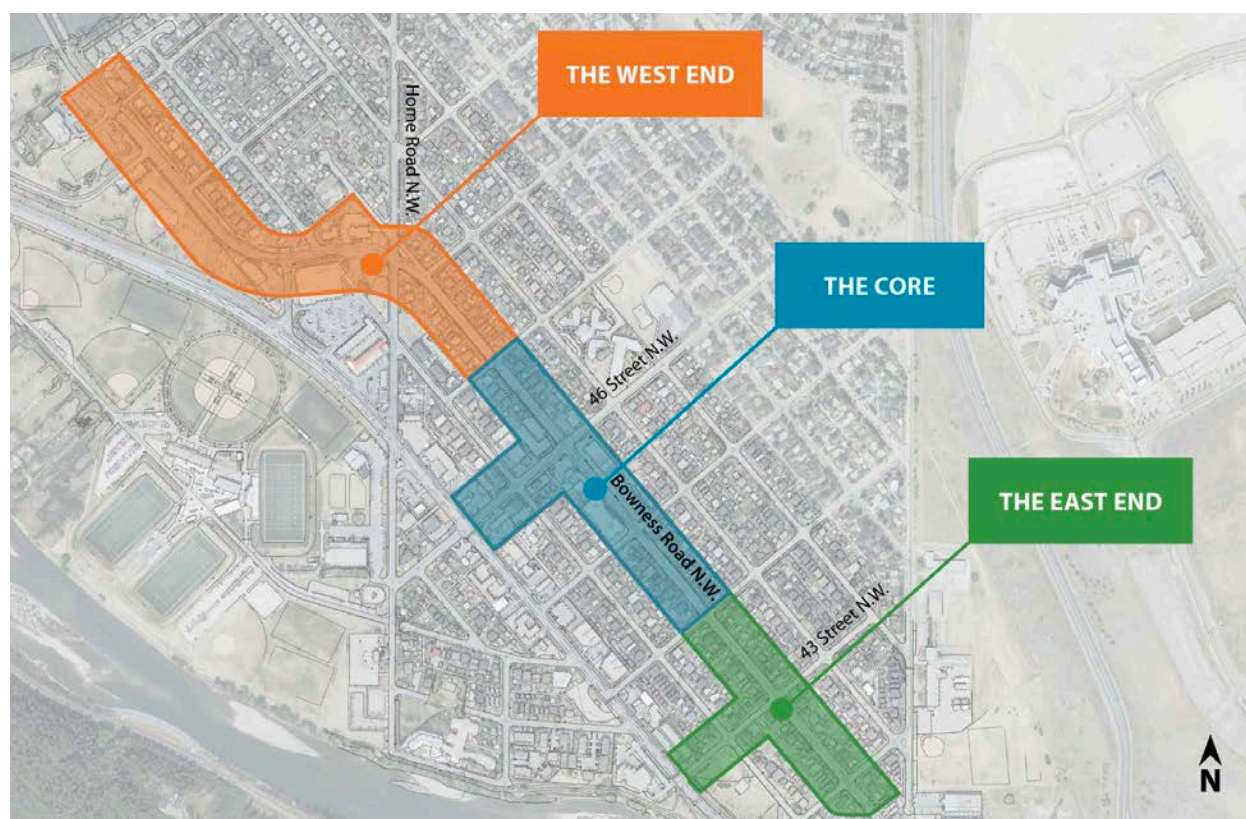 THE WEST END
Home Road N.W.
THE CORE
46 Street N.W.
Bowness Road N.W.
THE EAST END
43 Street N.W.
N